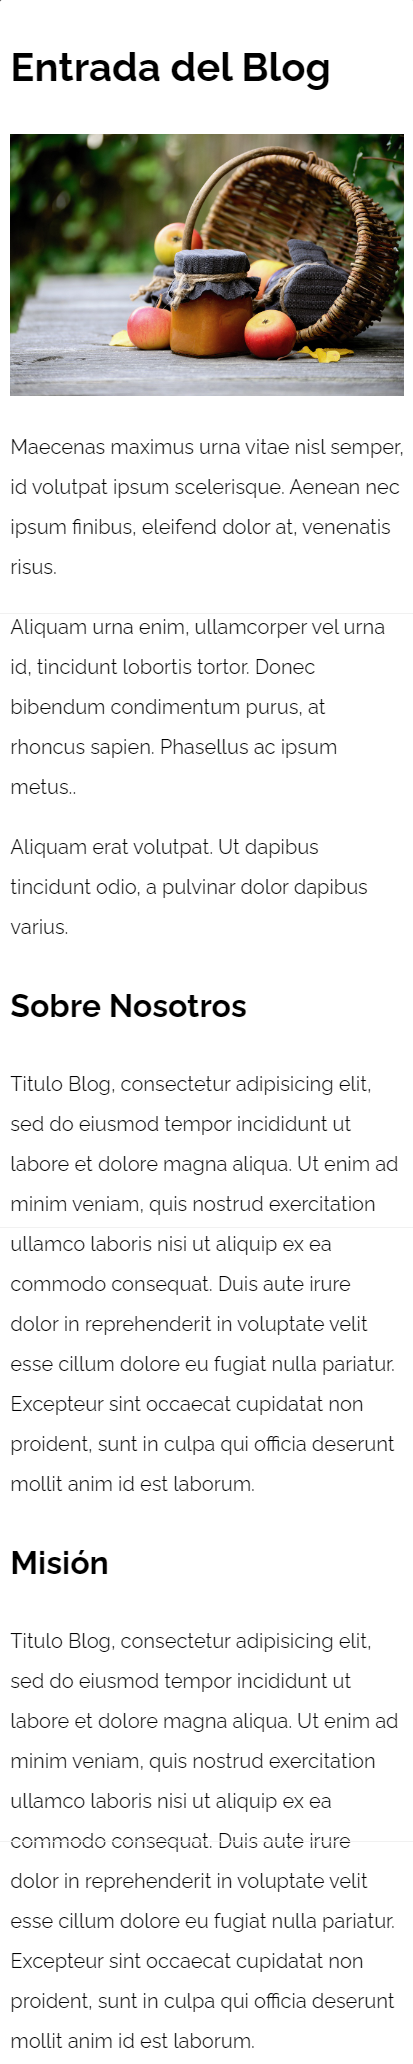 Entrada del Blog
Maecenas maximus urna vitae nisl semper,
id volutpat ipsum scelerisque. Aenean nec
ipsum finibus, eleifend dolor at, venenatis
risus.
Aliquam urna enim, ullamcorper vel urna
id, tincidunt lobortis tortor. Donec
bibendum condimentum purus, at
rhoncus sapien. Phasellus ac ipsum
metus..
Aliquam erat volutpat. Ut dapibus
tincidunt odio, a pulvinar dolor dapibus
varius.
Sobre Nosotros
Titulo Blog, consectetur adipisicing elit,
sed do eiusmod tempor incididunt ut
labore et dolore magna aliqua. Ut enim ad
minim veniam, quis nostrud exercitation
ullamco laboris nisi ut aliquip ex ea
commodo consequat. Duis aute irure
dolor in reprehenderit in voluptate velit
esse cillum dolore eu fugiat nulla pariatur.
Excepteur sint occaecat cupidatat non
proident, sunt in culpa qui officia deserunt
mollit anim id est laborum.
Misión
Titulo Blog, consectetur adipisicing elit,
sed do eiusmod tempor incididunt ut
labore et dolore magna aliqua. Ut enim ad
minim veniam, quis nostrud exercitation
ullamco laboris nisi ut aliquip ex ea
commodo consequat. Duis aute irure
dolor in reprehenderit in voluptate velit
esse cillum dolore eu fugiat nulla pariatur.
Excepteur sint occaecat cupidatat non
proident, sunt in culpa qui officia deserunt
mollit anim id est laborum.